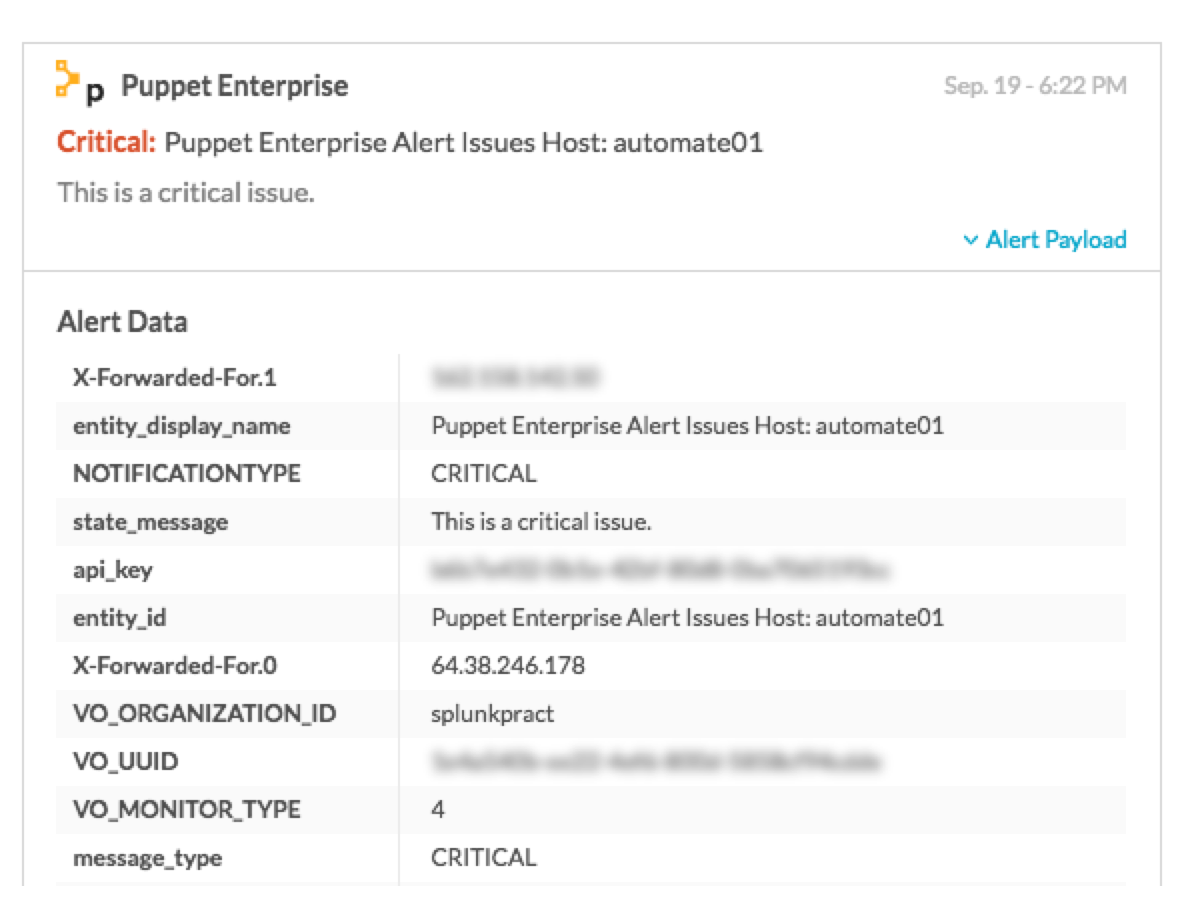 p Puppet Enterprise Sep. 19 - 6:22 PM
Critical: Puppet Enterprise Alert Issues Host: automate01
This is a critical issue.
Alert Payload
Alert Data
X-Forwarded-For.1
entity_display_name Puppet Enterprise Alert Issues Host: automate01
NOTIFICATIONTYPE CRITICAL
state_message This is a critical issue.
api_key
entity_id Puppet Enterprise Alert Issues Host: automate01
X-Forwarded-For.0 64.38.246.178
VO_ORGANIZATION_ID splunkpract
VO_UUID
VO_MONITOR_TYPE 4
message_type CRITICAL